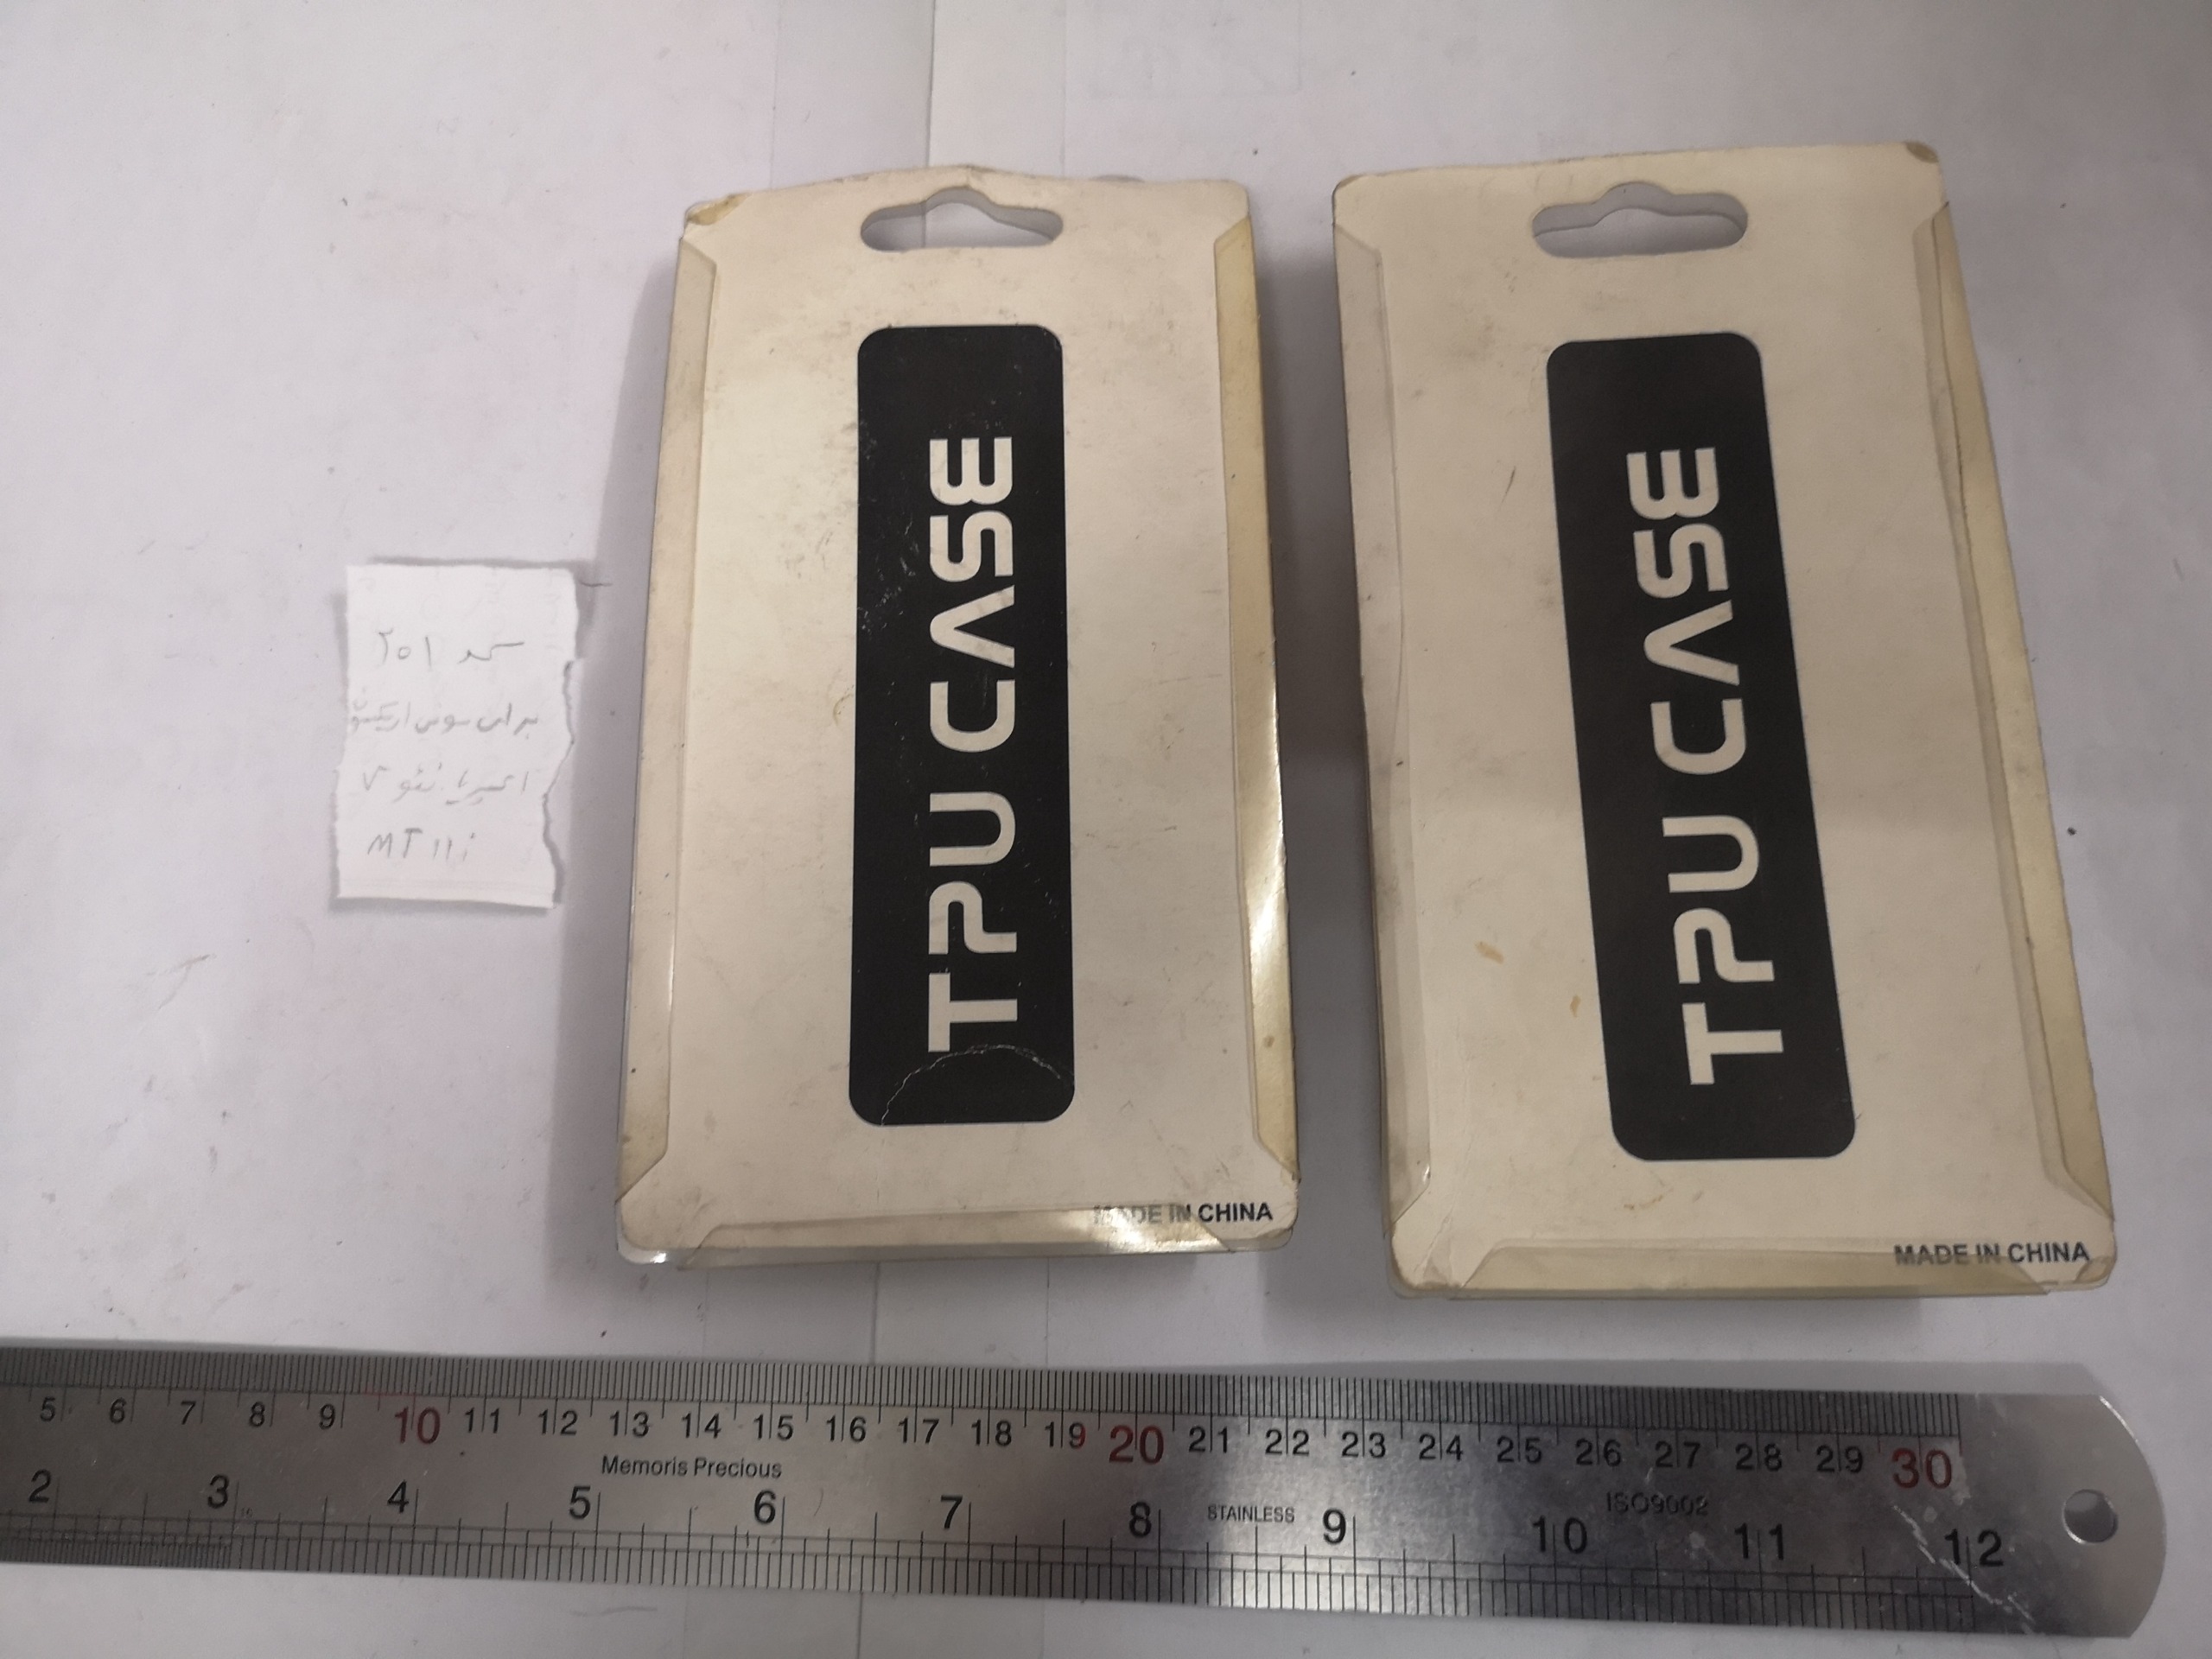 کد ۲۰۱
برای سونی اریکسون
اکسپریا نئو V
MT11i
TPU CASE
MADE IN CHINA
TPU CASE
MADE IN CHINA
5 6 7 8 9 10 11 12 13 14 15 16 17 18 19 20 21 22 23 24 25 26 27 28 29 30
Memoris Precious
ISO9002
2 3 4 5 6 7 8 STAINLESS 9 10 11 12